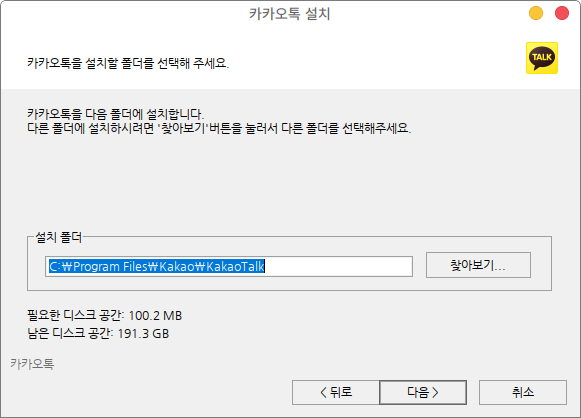 카카오톡 설치
카카오톡을 설치할 폴더를 선택해 주세요.
TALK
카카오톡을 다음 폴더에 설치합니다.
다른 폴더에 설치하시려면 '찾아보기'버튼을 눌러서 다른 폴더를 선택해주세요.
설치 폴더
C:₩Program Files₩Kakao₩KakaoTalk
찾아보기...
필요한 디스크 공간: 100.2 MB
남은 디스크 공간: 191.3 GB
카카오톡
< 뒤로
다음 >
취소